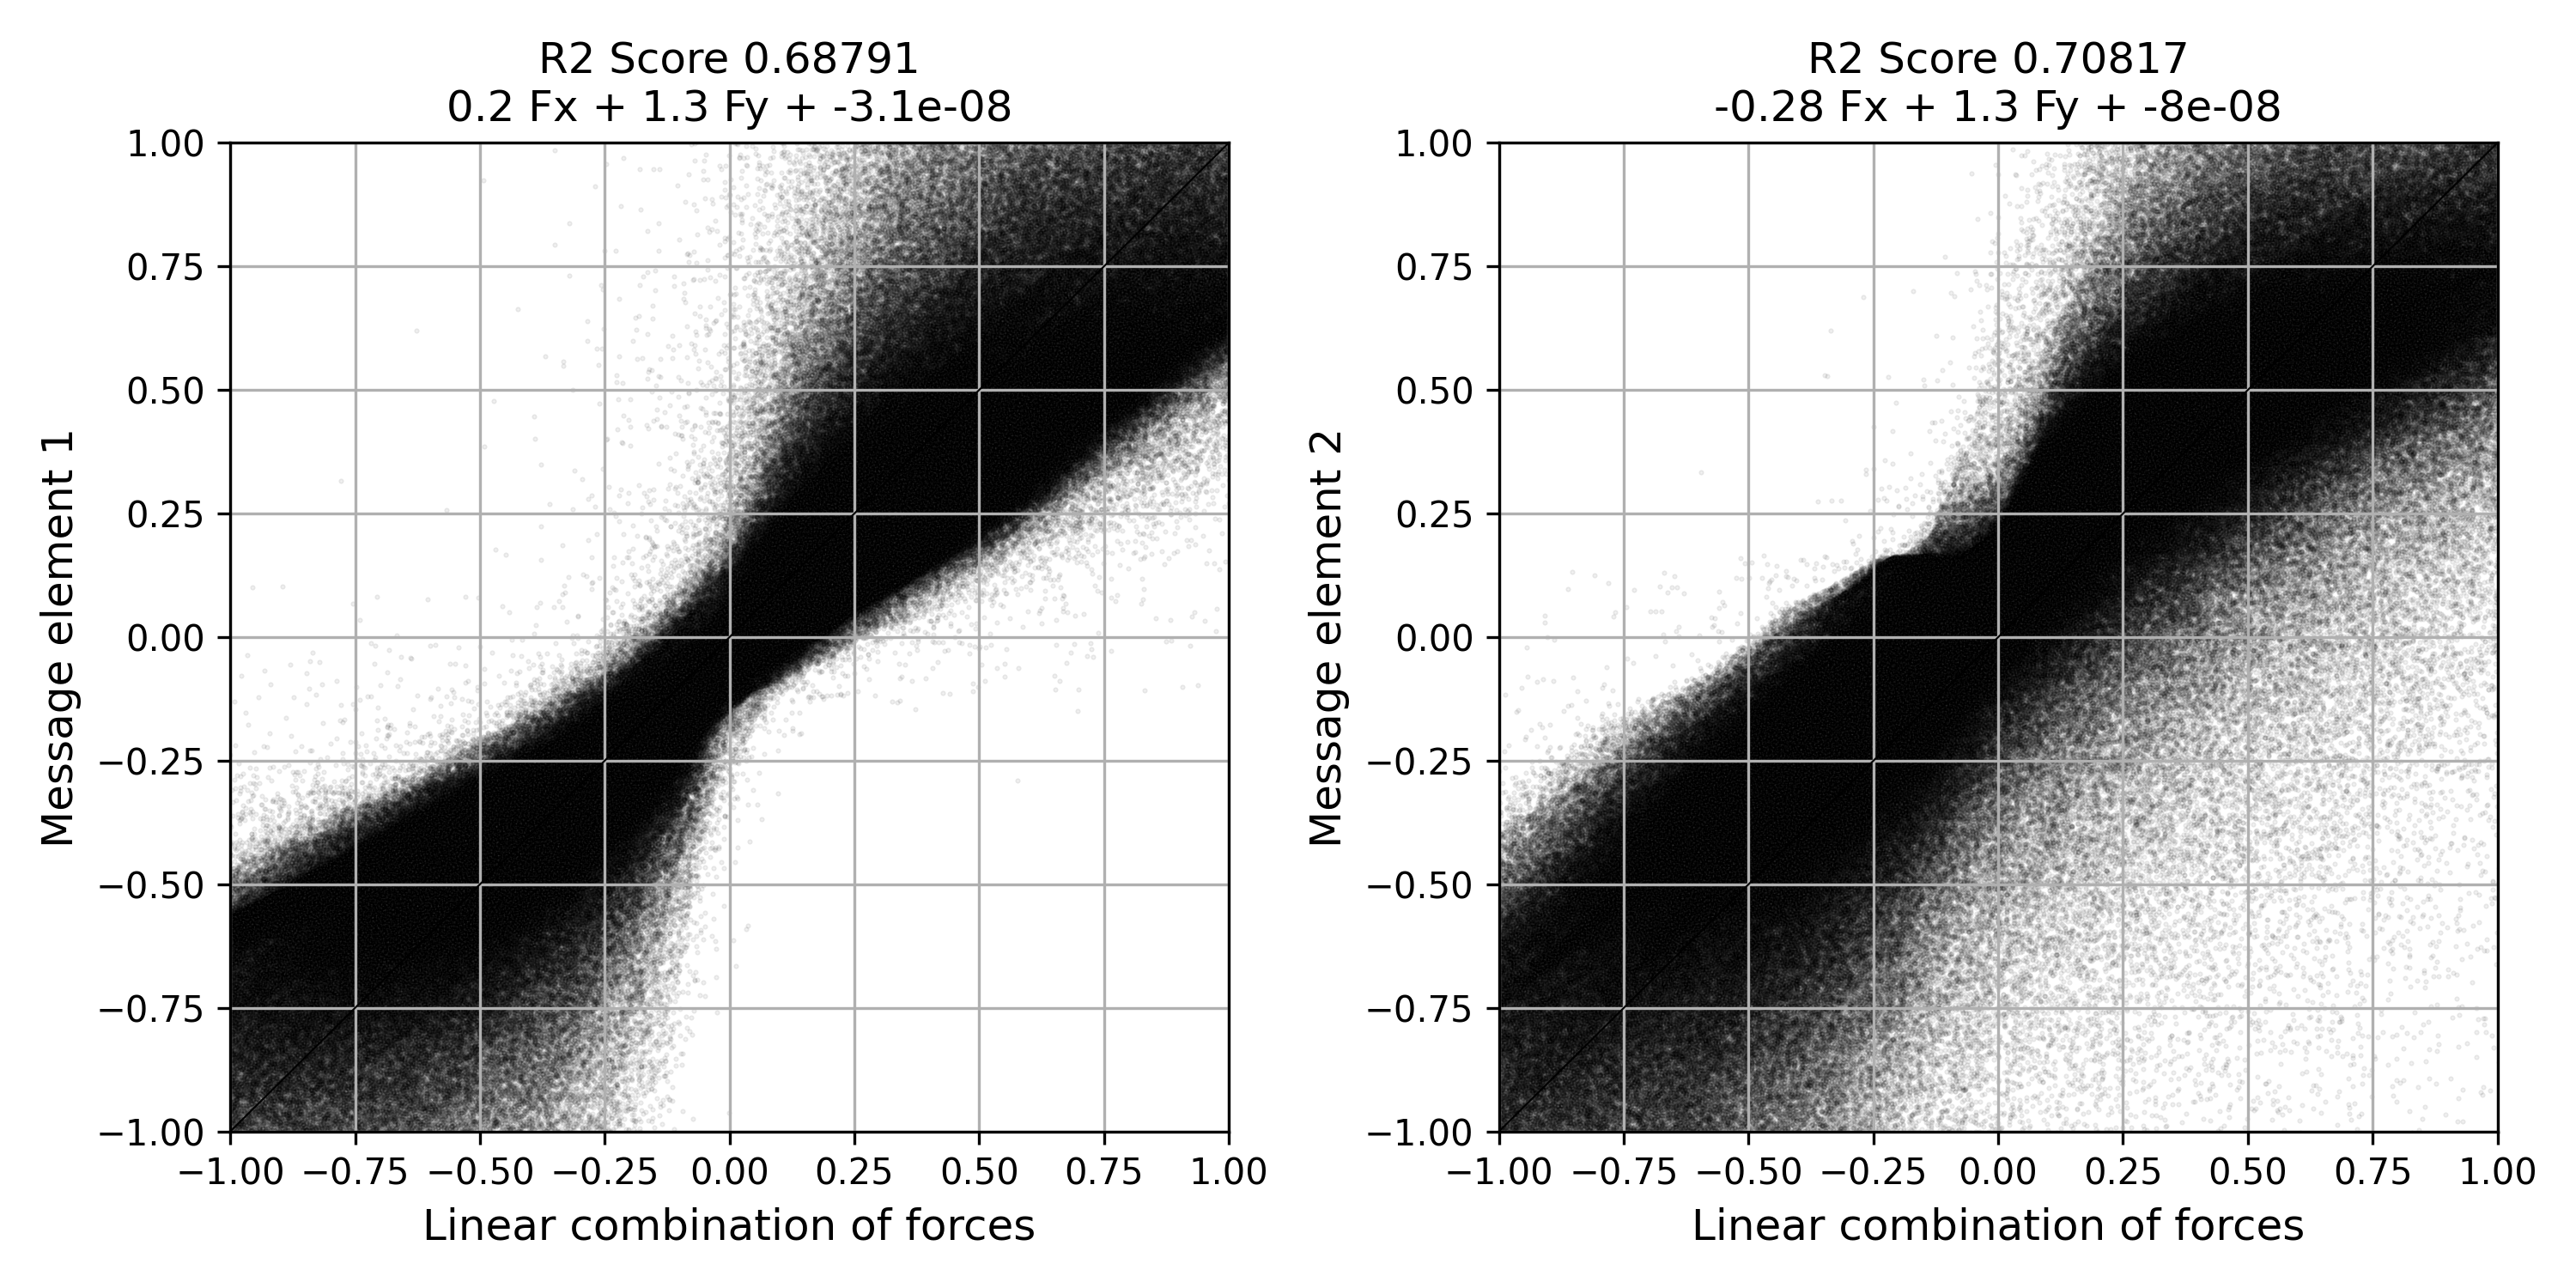 R2 Score 0.68791
0.2 Fx + 1.3 Fy + -3.1e-08
1.00
0.75
0.50
0.25
0.00
−0.25
−0.50
−0.75
−1.00
Message element 1
−1.00 −0.75 −0.50 −0.25 0.00 0.25 0.50 0.75 1.00
Linear combination of forces
R2 Score 0.70817
-0.28 Fx + 1.3 Fy + -8e-08
1.00
0.75
0.50
0.25
0.00
−0.25
−0.50
−0.75
−1.00
Message element 2
−1.00 −0.75 −0.50 −0.25 0.00 0.25 0.50 0.75 1.00
Linear combination of forces